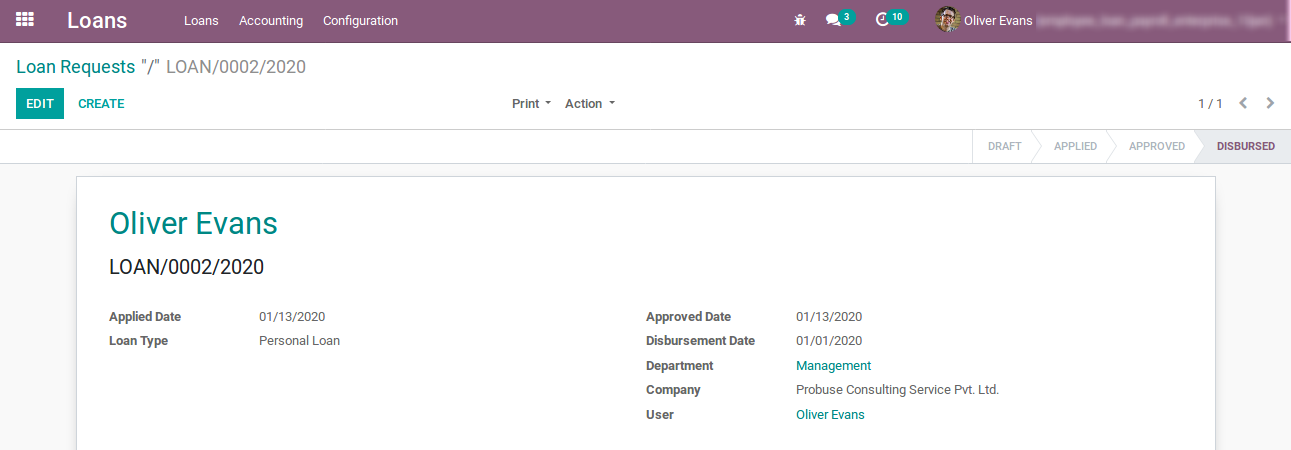 Loans Loans Accounting Configuration 3 10 Oliver Evans
Loan Requests "/" LOAN/0002/2020
EDIT CREATE Print Action 1 / 1
DRAFT APPLIED APPROVED DISBURSED
Oliver Evans
LOAN/0002/2020
Applied Date 01/13/2020 Approved Date 01/13/2020
Loan Type Personal Loan Disbursement Date 01/01/2020
Department Management
Company Probuse Consulting Service Pvt. Ltd.
User Oliver Evans